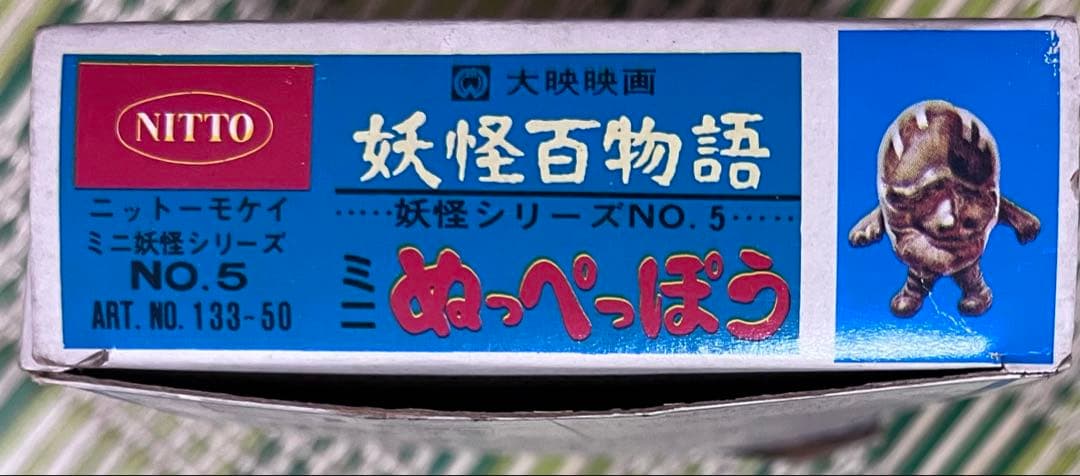 NITTO
ニットーモケイ
ミニ妖怪シリーズ
NO.5
ART. NO. 133-50
大映映画
妖怪百物語
‥‥‥妖怪シリーズNO. 5‥‥‥
ミニ ぬっぺっぽう